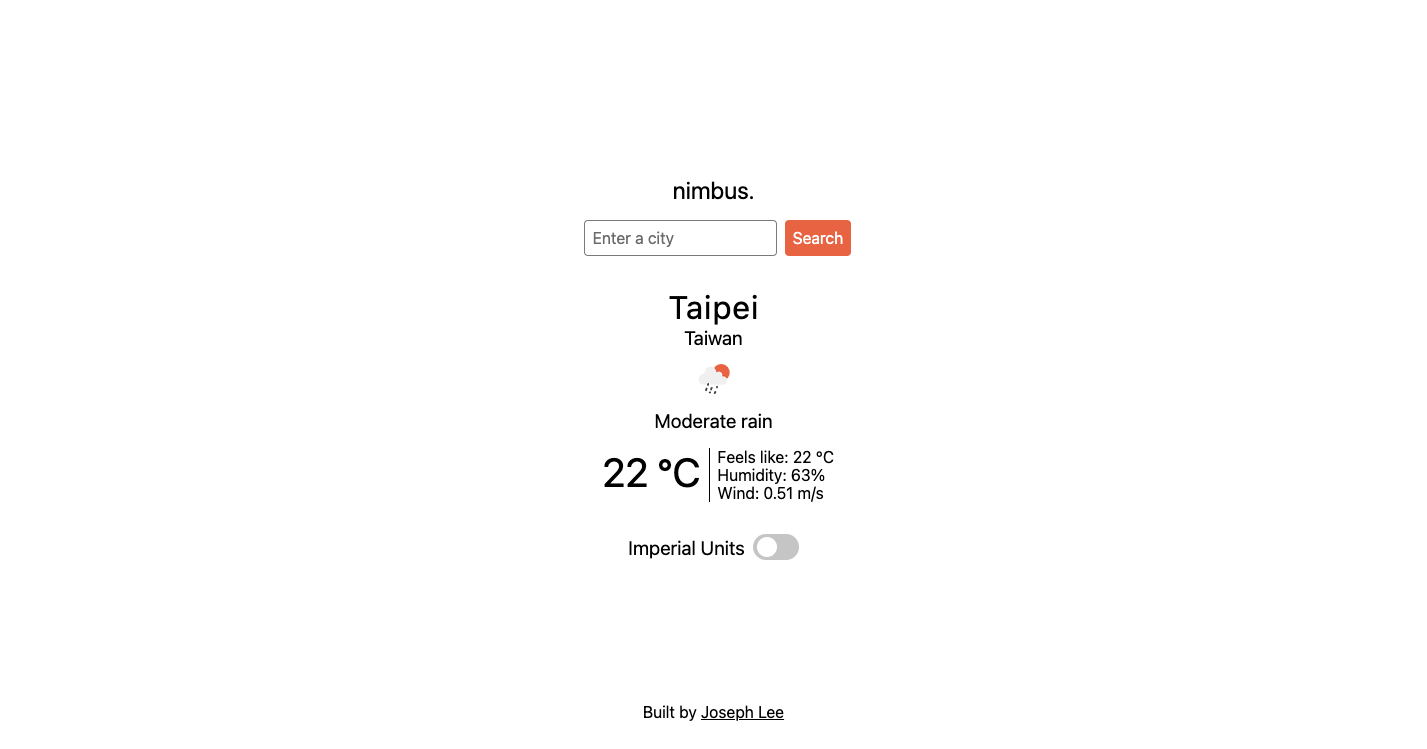 nimbus.
Enter a city
Search
Taipei
Taiwan
Moderate rain
22 °C
Feels like: 22 °C
Humidity: 63%
Wind: 0.51 m/s
Imperial Units
Built by Joseph Lee